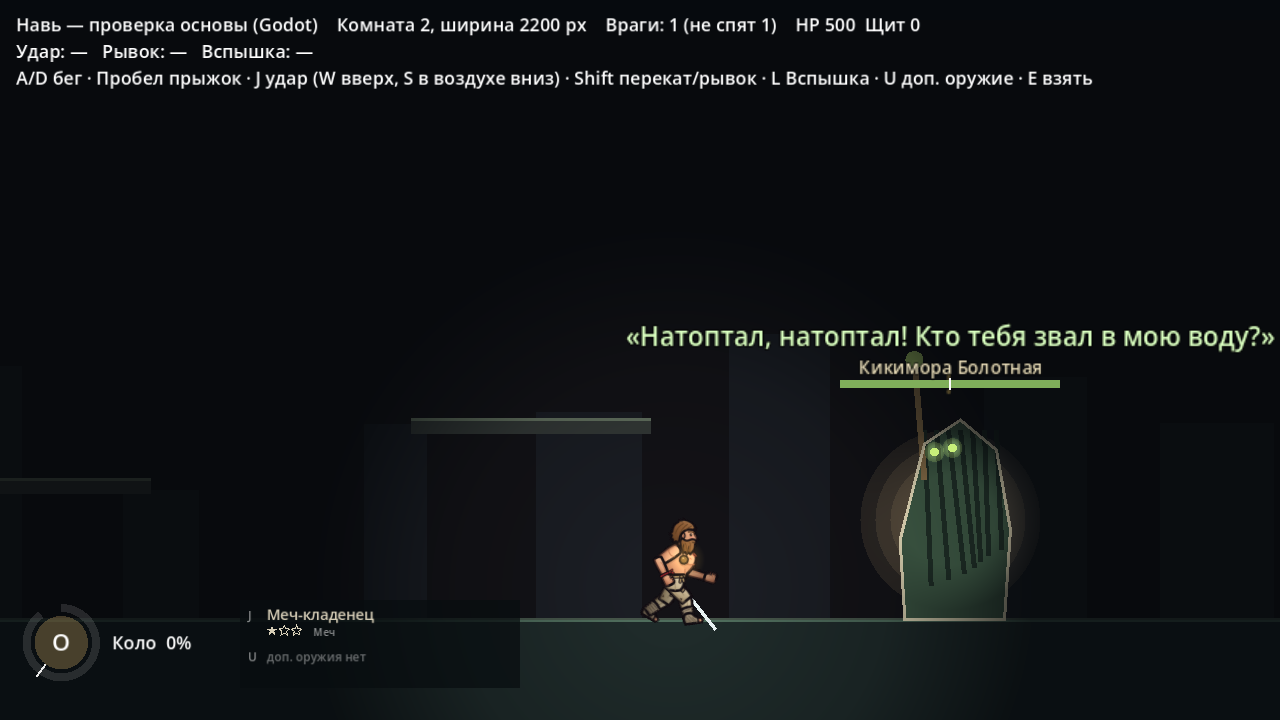 Навь — проверка основы (Godot)    Комната 2, ширина 2200 px    Враги: 1 (не спят 1)    HP 500  Щит 0
Удар: —   Рывок: —   Вспышка: —
A/D бег · Пробел прыжок · J удар (W вверх, S в воздухе вниз) · Shift перекат/рывок · L Вспышка · U доп. оружие · E взять
«Натоптал, натоптал! Кто тебя звал в мою воду?»
Кикимора Болотная
J Меч-кладенец
★☆☆ Меч
О Коло 0%
U доп. оружия нет